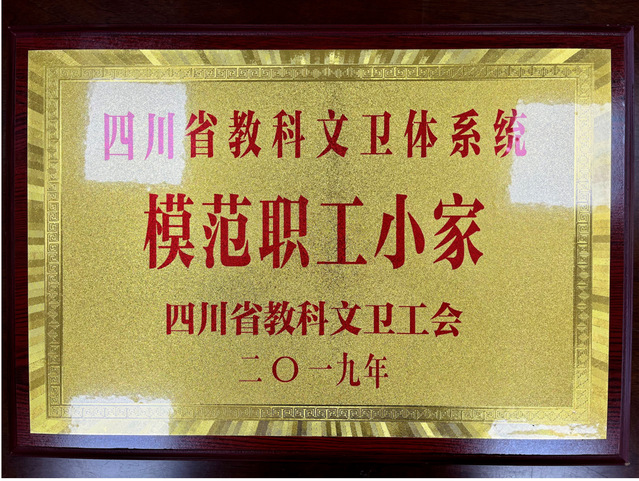 四川省教科文卫体系统
模范职工小家
四川省教科文卫工会
二〇一九年